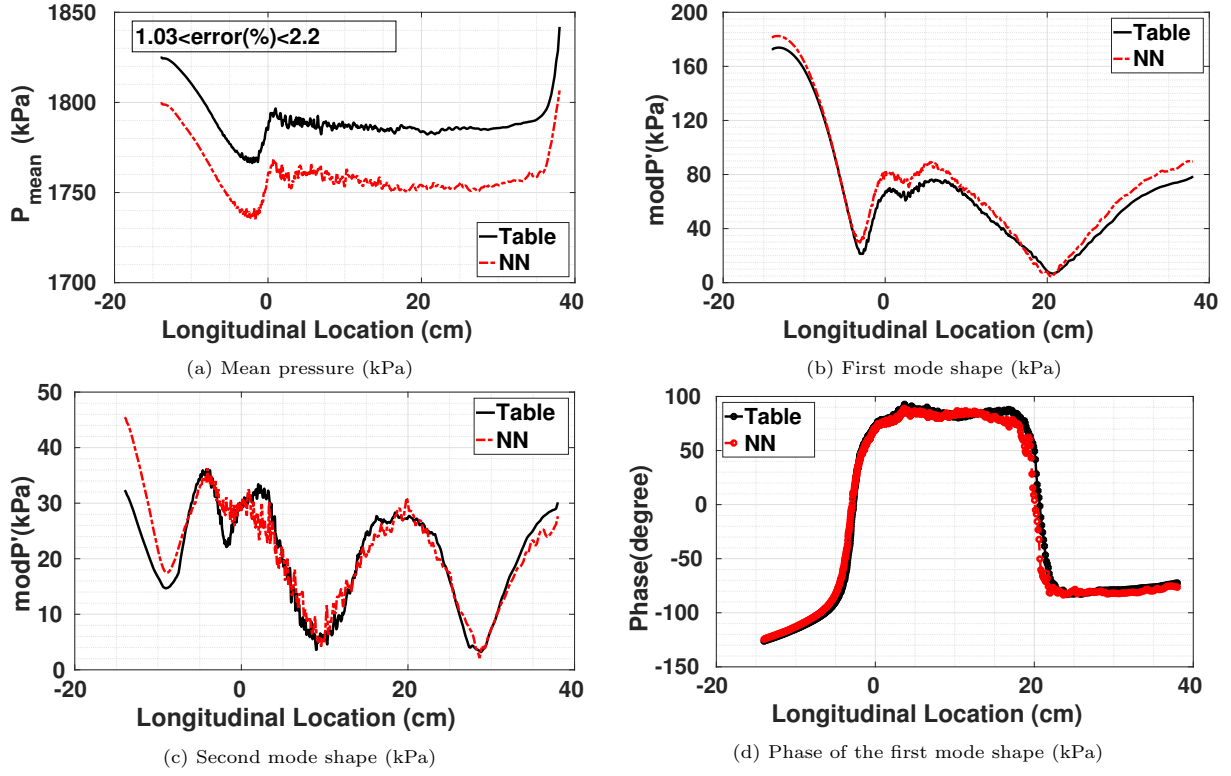 1850
1800
1750
1700
P_mean (kPa)
1.03<error(%)<2.2
Table
NN
-20 0 20 40
Longitudinal Location (cm)
(a) Mean pressure (kPa)
200
160
120
80
40
0
modP'(kPa)
Table
NN
-20 0 20 40
Longitudinal Location (cm)
(b) First mode shape (kPa)
50
40
30
20
10
0
modP'(kPa)
Table
NN
-20 0 20 40
Longitudinal Location (cm)
(c) Second mode shape (kPa)
100
50
0
-50
-100
-150
Phase(degree)
Table
NN
-20 0 20 40
Longitudinal Location (cm)
(d) Phase of the first mode shape (kPa)